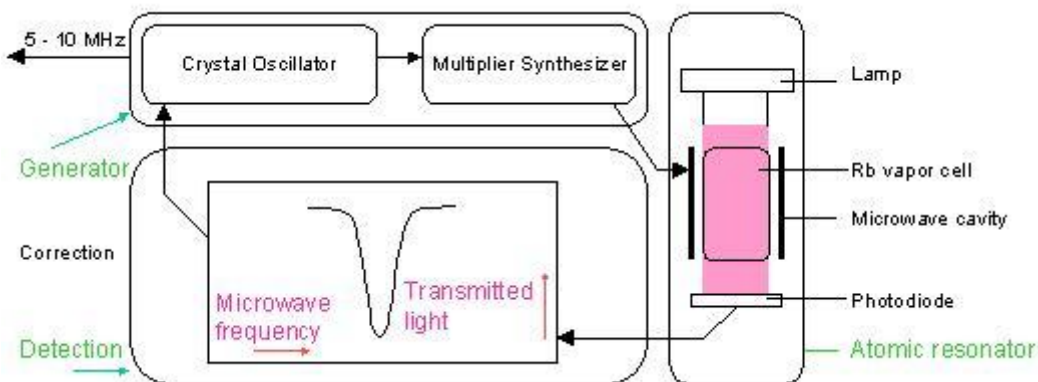 5 - 10 MHz
Crystal Oscillator
Multiplier Synthesizer
Lamp
Generator
Rb vapor cell
Microwave cavity
Correction
Microwave
frequency
Transmitted
light
Photodiode
Detection
Atomic resonator